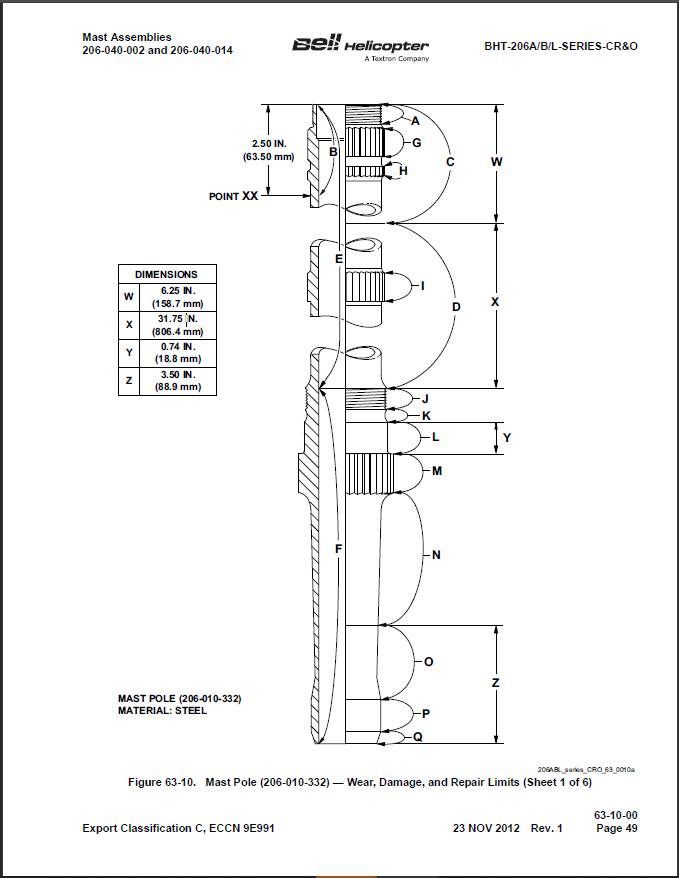 Mast Assemblies
206-040-002 and 206-040-014
Bell Helicopter
A Textron Company
BHT-206A/B/L-SERIES-CR&O
2.50 IN.
(63.50 mm)
POINT XX
A
G
B
C
W
H
E
I
D
X
DIMENSIONS
W 6.25 IN.
(158.7 mm)
X 31.75 IN.
(806.4 mm)
Y 0.74 IN.
(18.8 mm)
Z 3.50 IN.
(88.9 mm)
J
K
L
Y
M
F
N
O
Z
P
Q
MAST POLE (206-010-332)
MATERIAL: STEEL
206ABL_series_CRO_63_0010a
Figure 63-10. Mast Pole (206-010-332) — Wear, Damage, and Repair Limits (Sheet 1 of 6)
63-10-00
Export Classification C, ECCN 9E991
23 NOV 2012 Rev. 1 Page 49